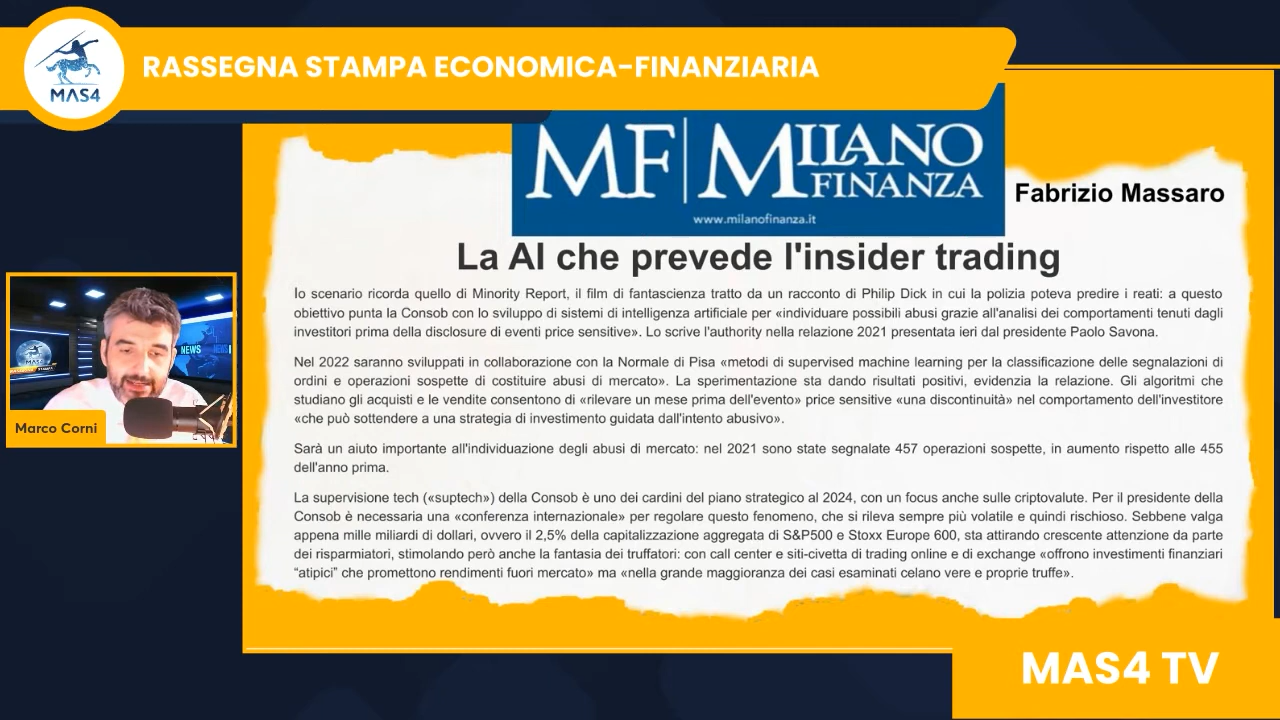 MAS4
RASSEGNA STAMPA ECONOMICA-FINANZIARIA
MF MILANO
FINANZA
www.milanofinanza.it
Fabrizio Massaro
La AI che prevede l'insider trading
lo scenario ricorda quello di Minority Report, il film di fantascienza tratto da un racconto di Philip Dick in cui la polizia poteva predire i reati: a questo
obiettivo punta la Consob con lo sviluppo di sistemi di intelligenza artificiale per «individuare possibili abusi grazie all'analisi dei comportamenti tenuti dagli
investitori prima della disclosure di eventi price sensitive». Lo scrive l'authority nella relazione 2021 presentata ieri dal presidente Paolo Savona.
Nel 2022 saranno sviluppati in collaborazione con la Normale di Pisa «metodi di supervised machine learning per la classificazione delle segnalazioni di
ordini e operazioni sospette di costituire abusi di mercato». La sperimentazione sta dando risultati positivi, evidenzia la relazione. Gli algoritmi che
studiano gli acquisti e le vendite consentono di «rilevare un mese prima dell'evento» price sensitive «una discontinuità» nel comportamento dell'investitore
«che può sottendere a una strategia di investimento guidata dall'intento abusivo».
Sarà un aiuto importante all'individuazione degli abusi di mercato: nel 2021 sono state segnalate 457 operazioni sospette, in aumento rispetto alle 455
dell'anno prima.
La supervisione tech («suptech») della Consob è uno dei cardini del piano strategico al 2024, con un focus anche sulle criptovalute. Per il presidente della
Consob è necessaria una «conferenza internazionale» per regolare questo fenomeno, che si rileva sempre più volatile e quindi rischioso. Sebbene valga
appena mille miliardi di dollari, ovvero il 2,5% della capitalizzazione aggregata di S&P500 e Stoxx Europe 600, sta attirando crescente attenzione da parte
dei risparmiatori, stimolando però anche la fantasia dei truffatori: con call center e siti-civetta di trading online e di exchange «offrono investimenti finanziari
“atipici” che promettono rendimenti fuori mercato» ma «nella grande maggioranza dei casi esaminati celano vere e proprie truffe».
NEWS
Marco Corni
MAS4 TV